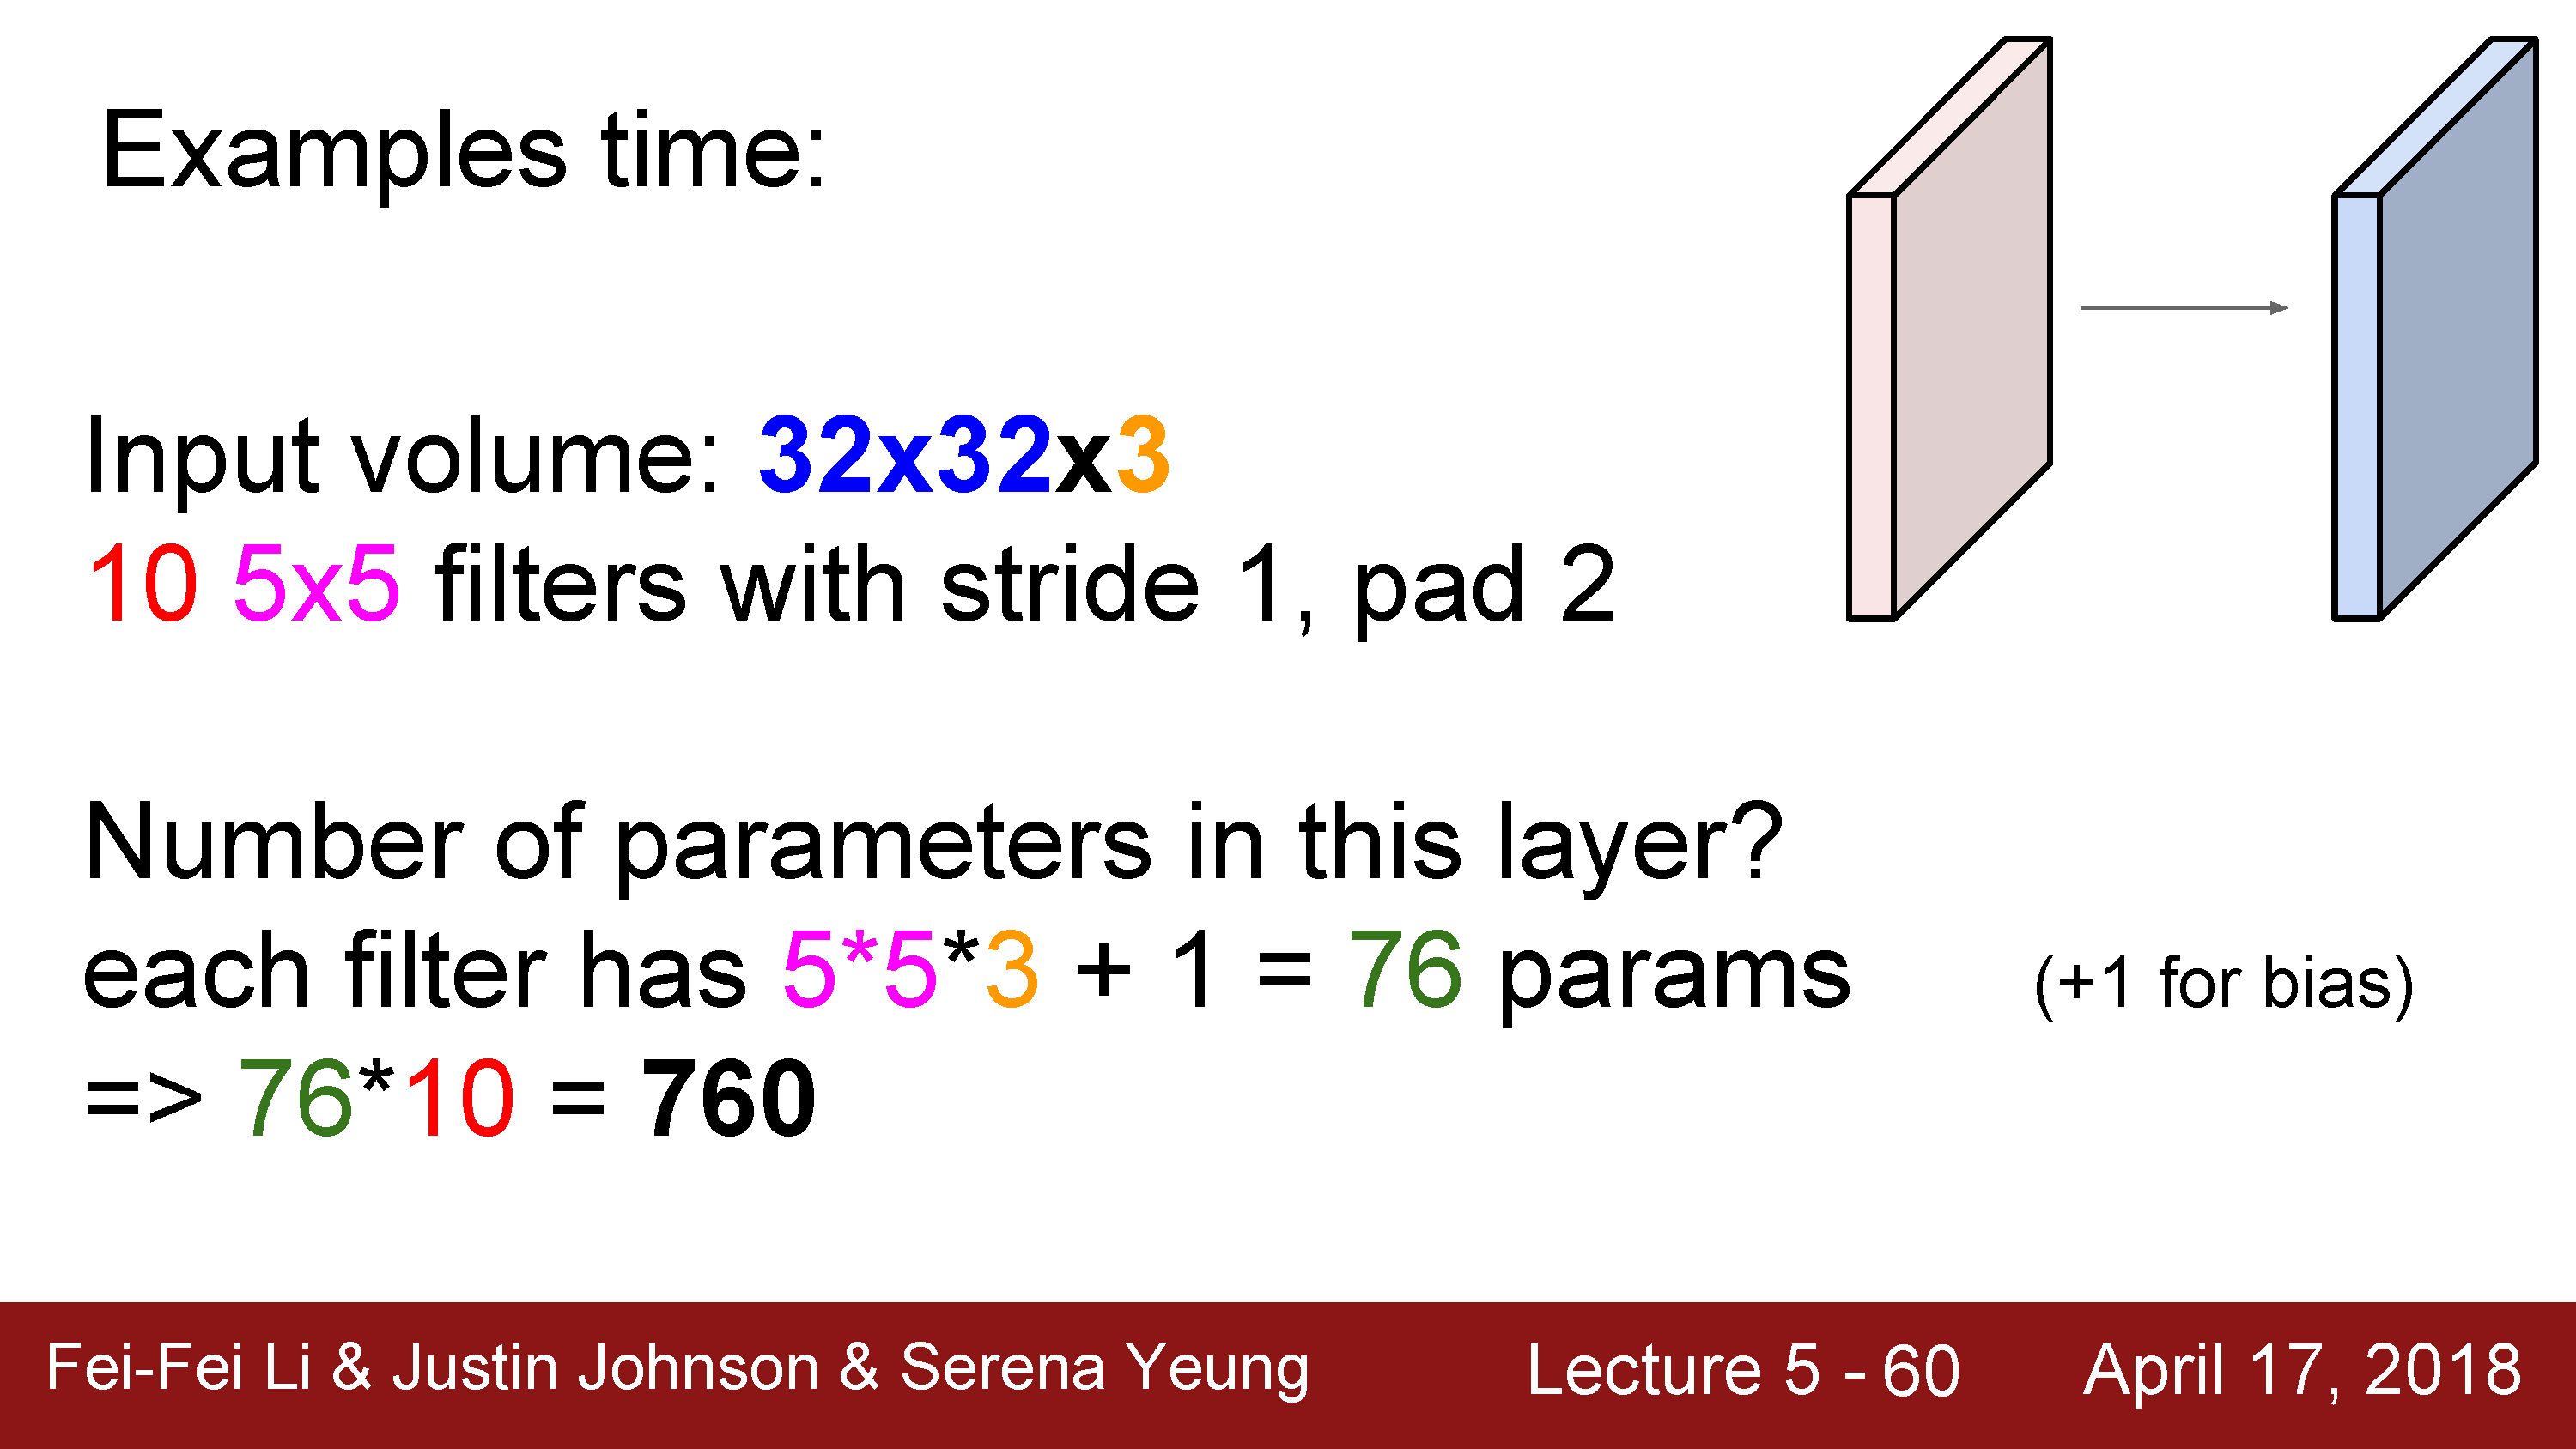 Examples time:
Input volume: 32x32x3
10 5x5 filters with stride 1, pad 2
Number of parameters in this layer?
each filter has 5*5*3 + 1 = 76 params (+1 for bias)
=> 76*10 = 760
Fei-Fei Li & Justin Johnson & Serena Yeung Lecture 5 - 60 April 17, 2018